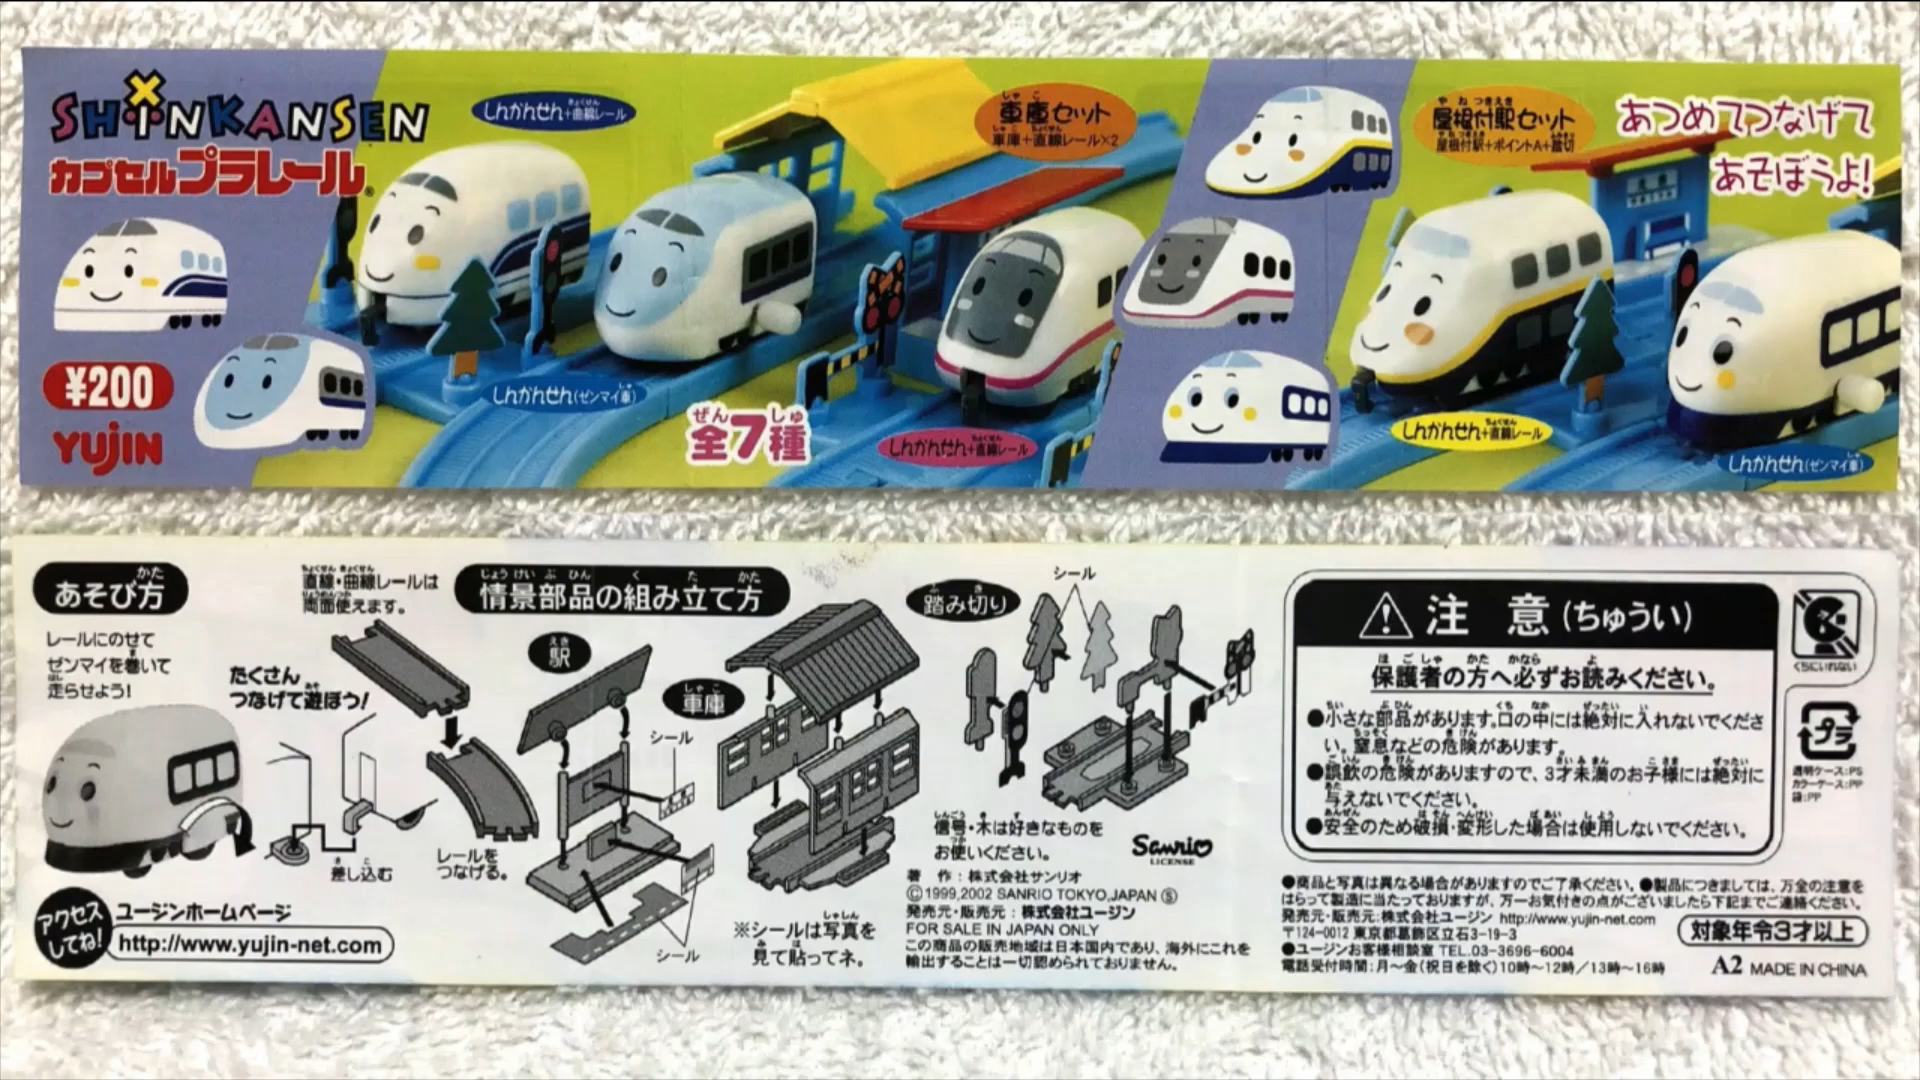 SHINKANSEN
カプセルプラレール
¥200
YUJIN
しんかんせん+曲線レール
しんかんせん(ゼンマイ車)
全7種
車庫セット
車庫+直線レール×2
しんかんせん+直線レール
屋根付駅セット
屋根付駅+ポイントA+踏切
あつめてつなげて
あそぼうよ!
しんかんせん+直線レール
しんかんせん(ゼンマイ車)
あそび方
レールにのせて
ゼンマイを巻いて
走らせよう!
直線・曲線レールは
両面使えます。
たくさん
つなげて遊ぼう!
差し込む
レールを
つなげる。
アクセス
してね!
ユージンホームページ
http://www.yujin-net.com
情景部品の組み立て方
駅
シール
シール
車庫
※シールは写真を
見て貼ってネ。
踏み切り
シール
信号・木は好きなものを
お使いください。
Sanrio
LICENSE
著 作:株式会社サンリオ
©1999,2002 SANRIO TOKYO,JAPAN Ⓢ
発売元・販売元:株式会社ユージン
FOR SALE IN JAPAN ONLY
この商品の販売地域は日本国内であり、海外にこれを
輸出することは一切認められておりません。
注 意(ちゅうい)
保護者の方へ必ずお読みください。
●小さな部品があります。口の中には絶対に入れないでくださ
い。窒息などの危険があります。
●誤飲の危険がありますので、3才未満のお子様には絶対に
与えないでください。
●安全のため破損・変形した場合は使用しないでください。
くちにいれない
プラ
透明ケース:PS
カラーケース:PP
袋:PP
●商品と写真は異なる場合がありますのでご了承ください。●製品につきましては、万全の注意を
はらって製造に当たっておりますが、万一お気付きの点がございましたら下記までご連絡ください。
発売元・販売元:株式会社ユージン http://www.yujin-net.com
〒124-0012 東京都葛飾区立石3-19-3
●ユージンお客様相談室 TEL.03-3696-6004
電話受付時間:月〜金(祝日を除く)10時〜12時/13時〜16時
対象年令3才以上
A2 MADE IN CHINA